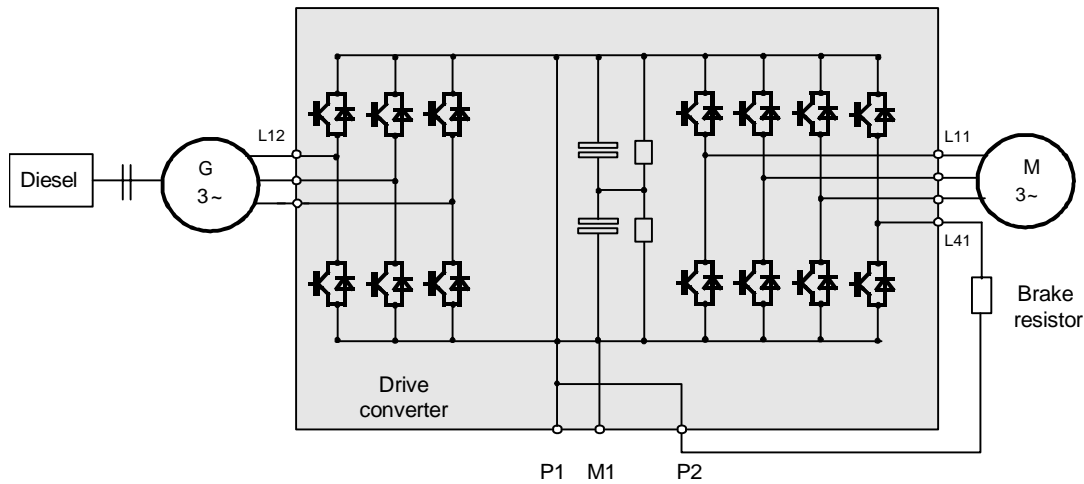 L12
L11
Diesel
G
3~
M
3~
L41
Brake
resistor
Drive
converter
P1
M1
P2